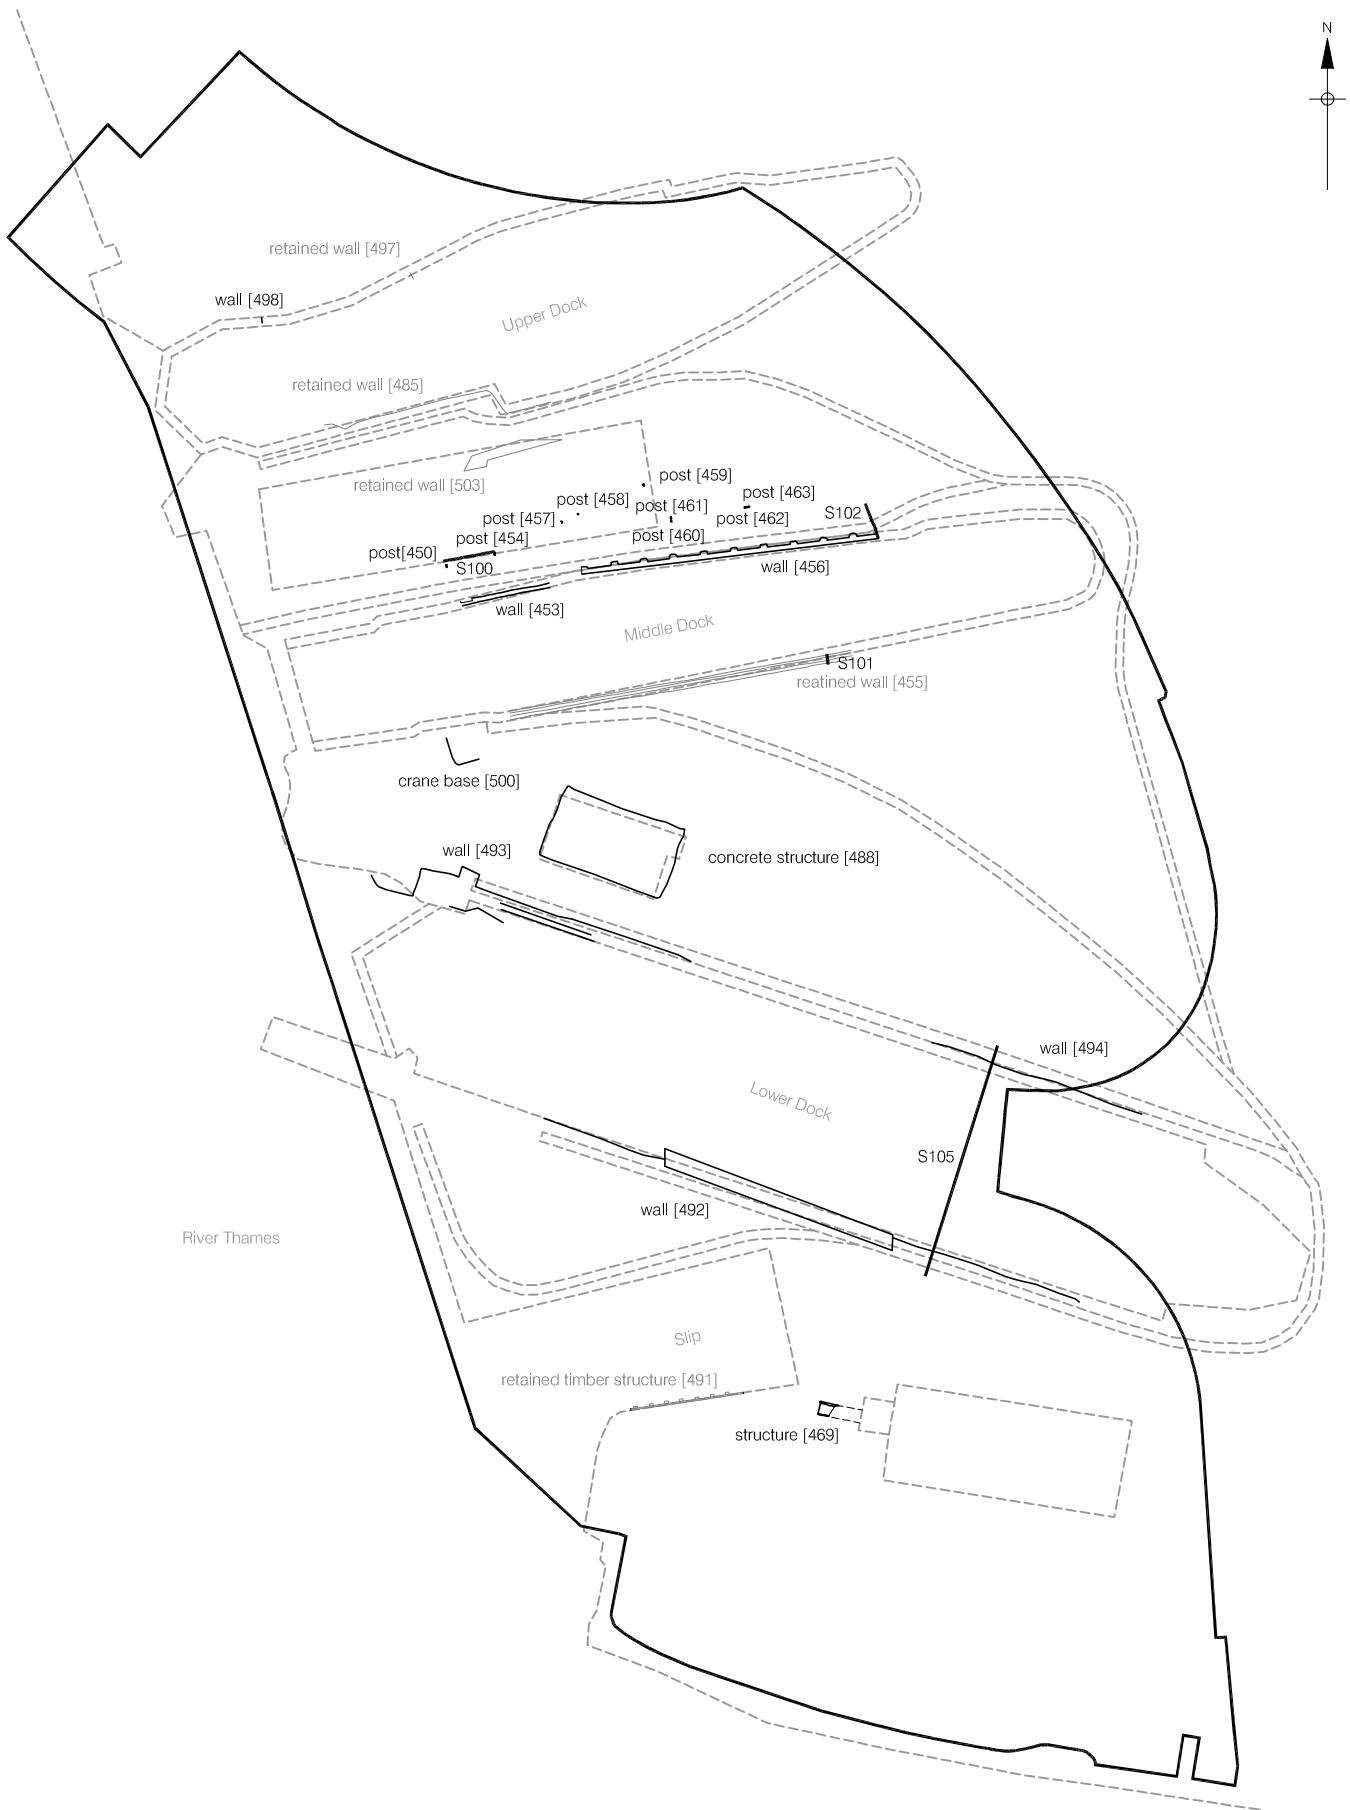 N
retained wall [497]
wall [498]
Upper Dock
retained wall [485]
post [459]
retained wall [503]
post [463]
post [458]
post [461]
S102
post [457]
post [462]
post [454]
post [460]
post[450]
S100
wall [456]
wall [453]
Middle Dock
S101
reatined wall [455]
crane base [500]
wall [493]
concrete structure [488]
wall [494]
Lower Dock
S105
wall [492]
River Thames
Slip
retained timber structure [491]
structure [469]